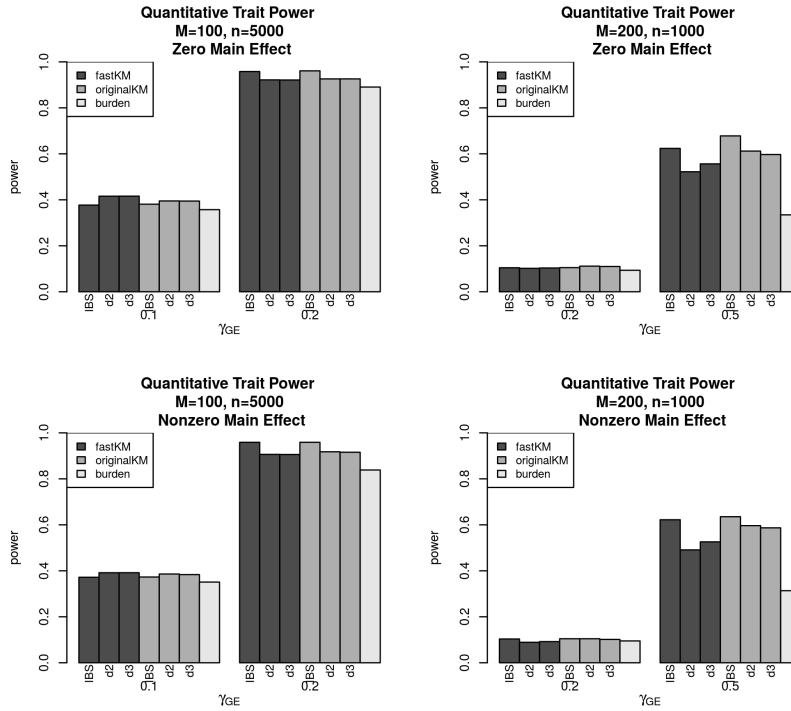 Quantitative Trait Power
M=100, n=5000
Zero Main Effect
power
0.0 0.2 0.4 0.6 0.8 1.0
fastKM
originalKM
burden
IBS d2 d3 IBS d2 d3
0.1 0.2
γGE
Quantitative Trait Power
M=200, n=1000
Zero Main Effect
power
0.0 0.2 0.4 0.6 0.8 1.0
fastKM
originalKM
burden
IBS d2 d3 IBS d2 d3 IBS d2 d3 IBS d2 d3
0.2 0.5
γGE
Quantitative Trait Power
M=100, n=5000
Nonzero Main Effect
power
0.0 0.2 0.4 0.6 0.8 1.0
fastKM
originalKM
burden
IBS d2 d3 IBS d2 d3 IBS d2 d3 IBS d2 d3
0.1 0.2
γGE
Quantitative Trait Power
M=200, n=1000
Nonzero Main Effect
power
0.0 0.2 0.4 0.6 0.8 1.0
fastKM
originalKM
burden
IBS d2 d3 IBS d2 d3 IBS d2 d3 IBS d2 d3
0.2 0.5
γGE